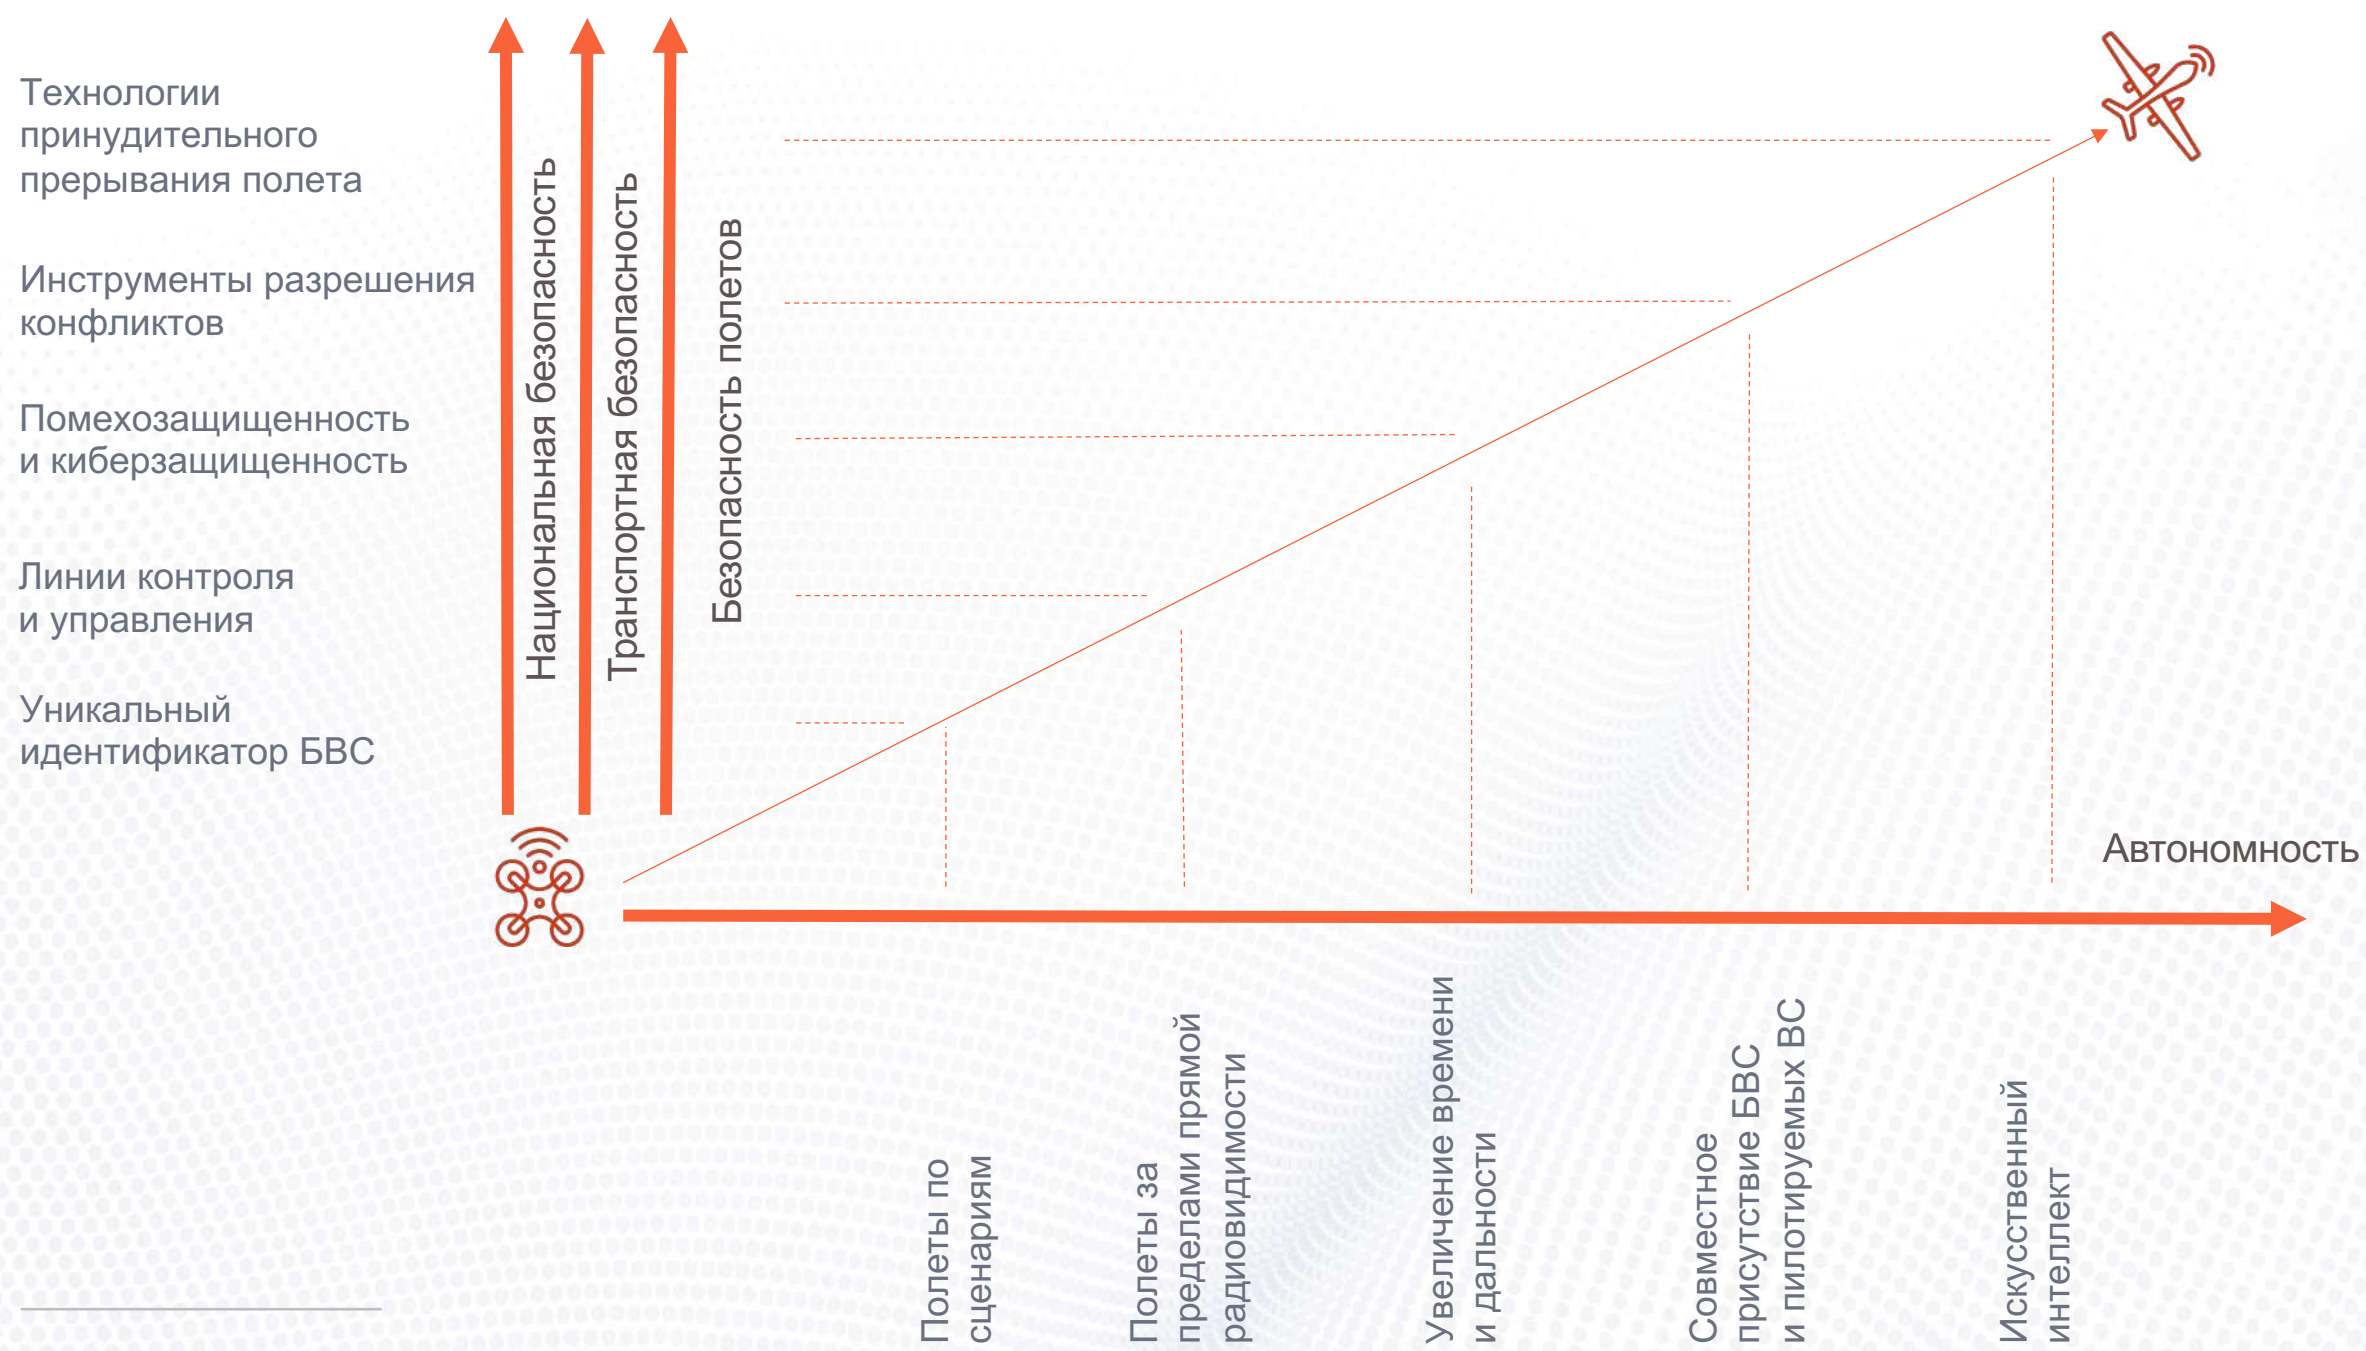 Технологии
принудительного
прерывания полета
Инструменты разрешения
конфликтов
Помехозащищенность
и киберзащищенность
Линии контроля
и управления
Уникальный
идентификатор БВС
Национальная безопасность
Транспортная безопасность
Безопасность полетов
Автономность
Полеты по
сценариям
Полеты за
пределами прямой
радиовидимости
Увеличение времени
и дальности
Совместное
присутствие БВС
и пилотируемых ВС
Искусственный
интеллект